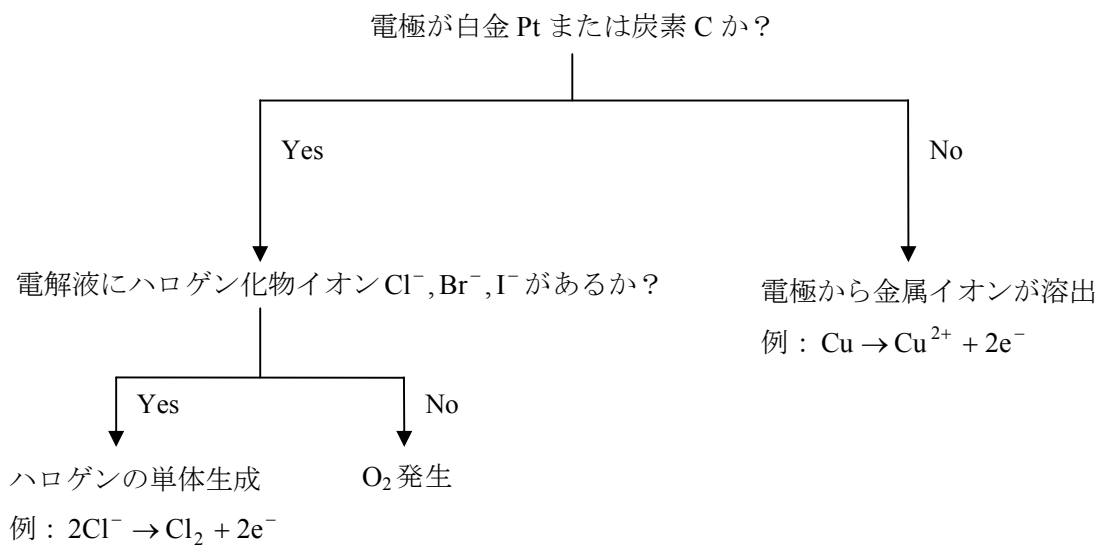 電極が白金 Pt または炭素 C か？
Yes
No
電解液にハロゲン化物イオン Cl⁻, Br⁻, I⁻ があるか？
電極から金属イオンが溶出
例：Cu → Cu²⁺ + 2e⁻
Yes
No
ハロゲンの単体生成
O₂ 発生
例：2Cl⁻ → Cl₂ + 2e⁻